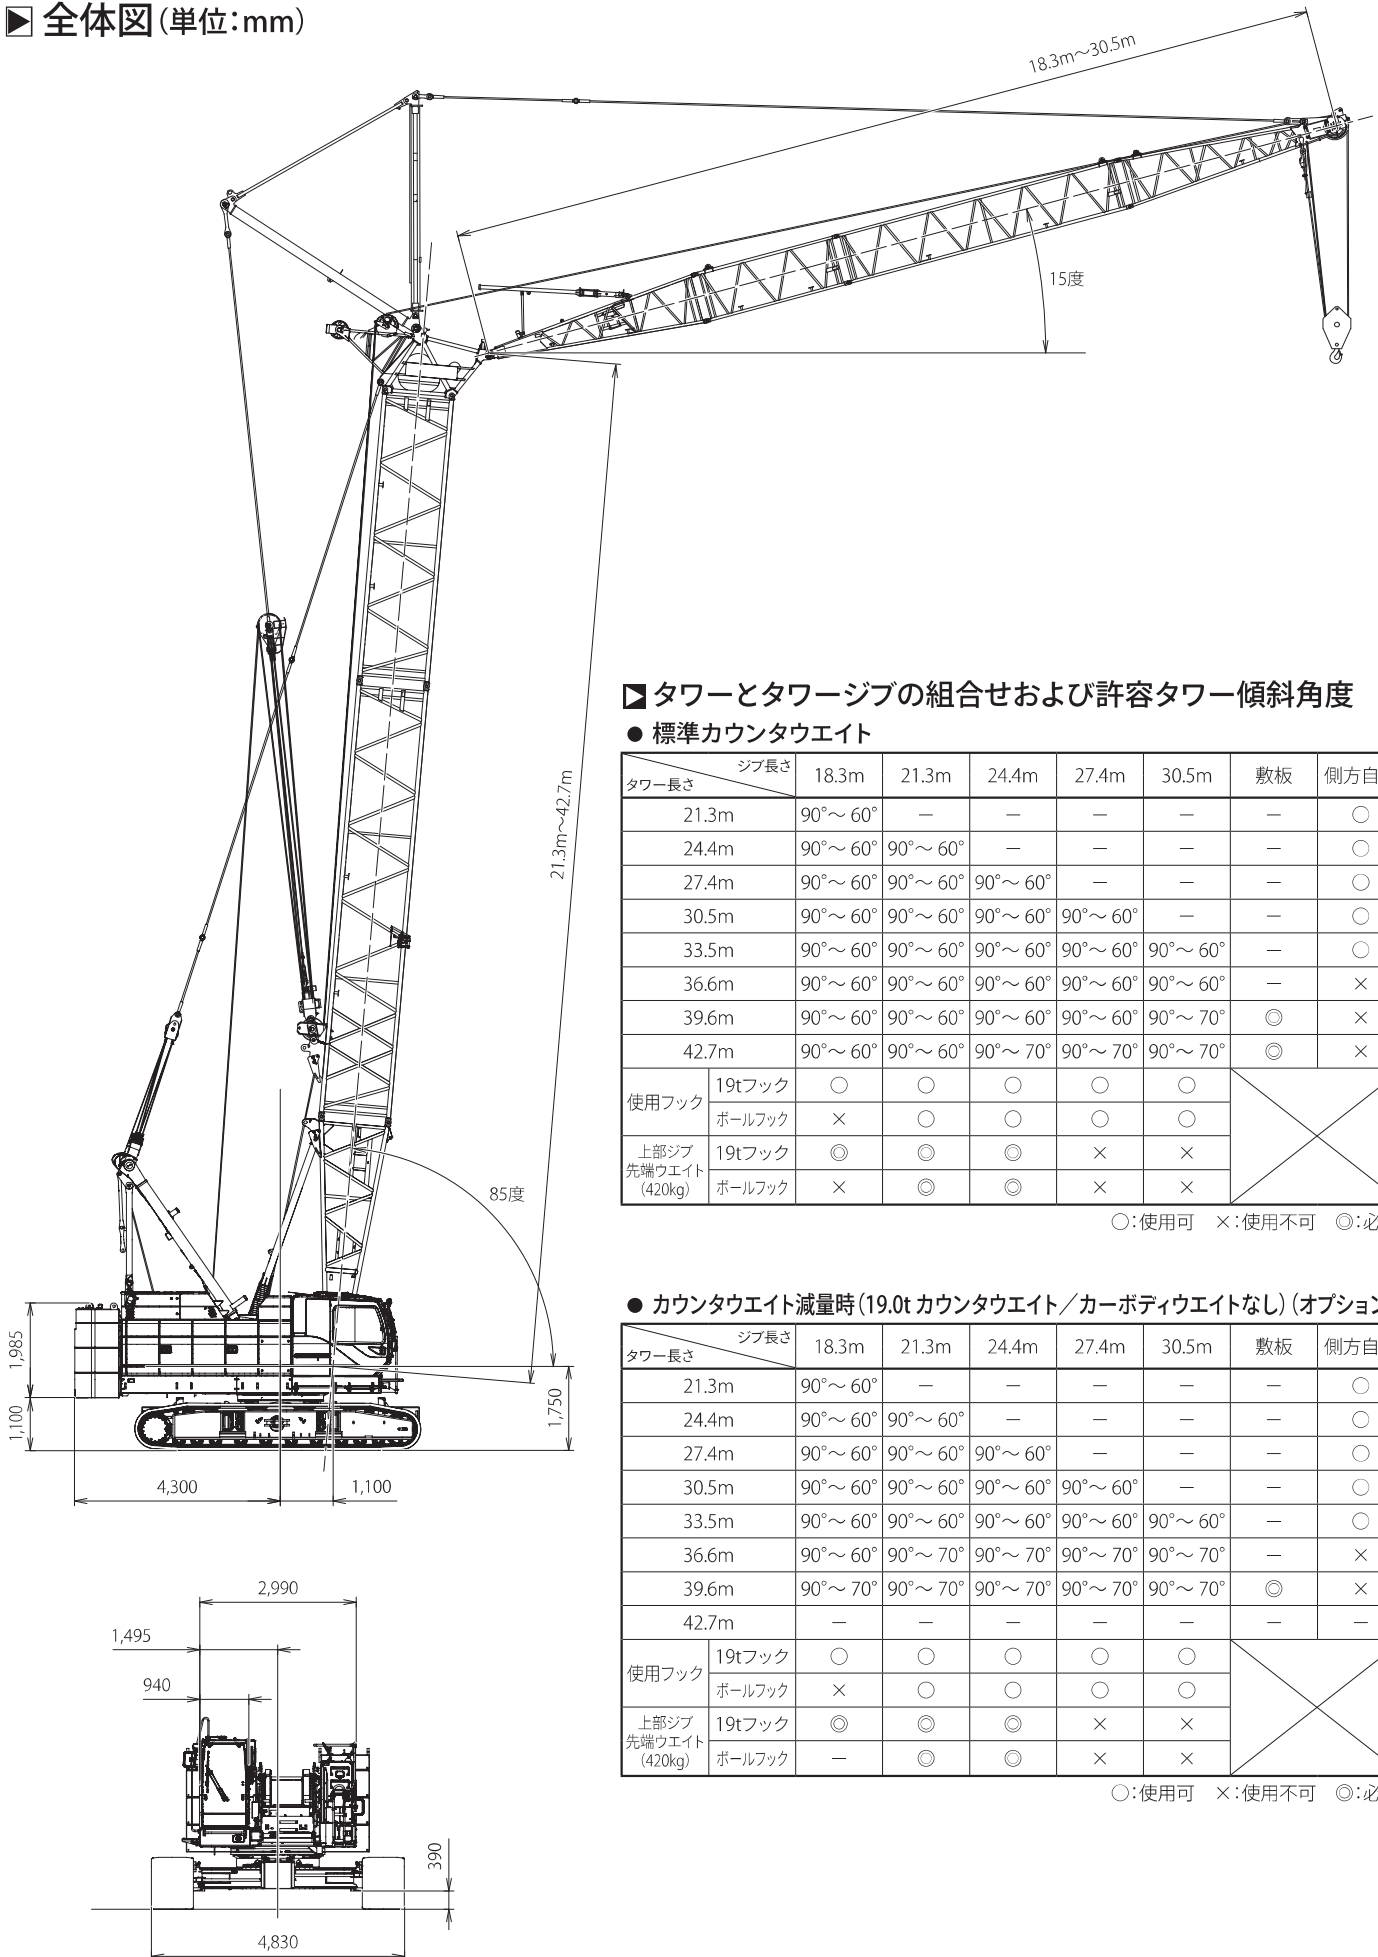 全体図(単位:mm)
18.3m～30.5m
15度
21.3m～42.7m
85度
1,985
1,100
1,750
4,300
1,100
2,990
1,495
940
390
4,830
タワーとタワージブの組合せおよび許容タワー傾斜角度
● 標準カウンタウエイト
タワー長さ ジブ長さ 18.3m 21.3m 24.4m 27.4m 30.5m 敷板 側方自
21.3m 90°～60° － － － － － ○
24.4m 90°～60° 90°～60° － － － － ○
27.4m 90°～60° 90°～60° 90°～60° － － － ○
30.5m 90°～60° 90°～60° 90°～60° 90°～60° － － ○
33.5m 90°～60° 90°～60° 90°～60° 90°～60° 90°～60° － ○
36.6m 90°～60° 90°～60° 90°～60° 90°～60° 90°～60° － ×
39.6m 90°～60° 90°～60° 90°～60° 90°～60° 90°～70° ◎ ×
42.7m 90°～60° 90°～60° 90°～70° 90°～70° 90°～70° ◎ ×
使用フック 19tフック ○ ○ ○ ○ ○
ボールフック × ○ ○ ○ ○
上部ジブ先端ウエイト(420kg) 19tフック ◎ ◎ ◎ × ×
ボールフック × ◎ ◎ × ×
○:使用可 ×:使用不可 ◎:必
● カウンタウエイト減量時(19.0t カウンタウエイト／カーボディウエイトなし)(オプション
タワー長さ ジブ長さ 18.3m 21.3m 24.4m 27.4m 30.5m 敷板 側方自
21.3m 90°～60° － － － － － ○
24.4m 90°～60° 90°～60° － － － － ○
27.4m 90°～60° 90°～60° 90°～60° － － － ○
30.5m 90°～60° 90°～60° 90°～60° 90°～60° － － ○
33.5m 90°～60° 90°～60° 90°～60° 90°～60° 90°～60° － ○
36.6m 90°～60° 90°～70° 90°～70° 90°～70° 90°～70° － ×
39.6m 90°～70° 90°～70° 90°～70° 90°～70° 90°～70° ◎ ×
42.7m － － － － － － －
使用フック 19tフック ○ ○ ○ ○ ○
ボールフック × ○ ○ ○ ○
上部ジブ先端ウエイト(420kg) 19tフック ◎ ◎ ◎ × ×
ボールフック － ◎ ◎ × ×
○:使用可 ×:使用不可 ◎:必